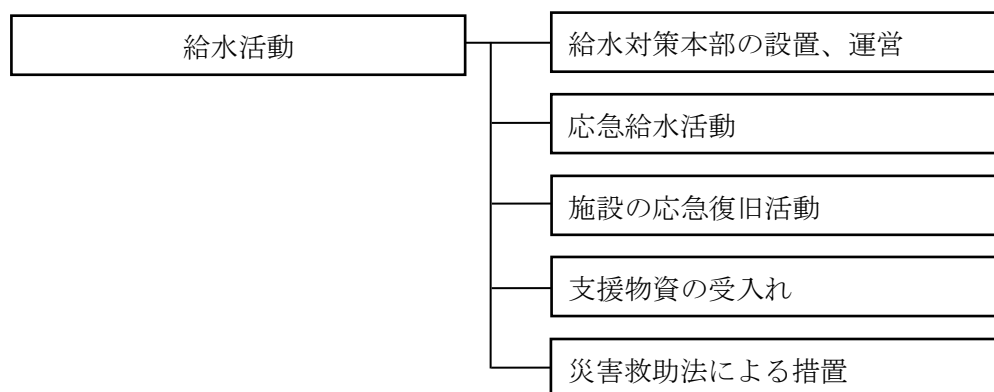 給水活動
給水対策本部の設置、運営
応急給水活動
施設の応急復旧活動
支援物資の受入れ
災害救助法による措置